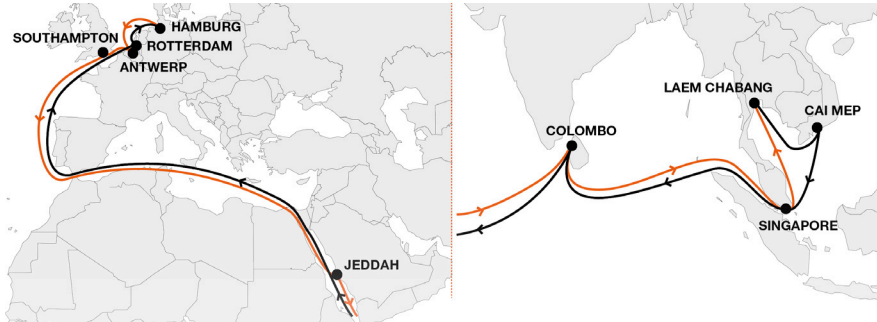 HAMBURG
SOUTHAMPTON
ROTTERDAM
ANTWERP
JEDDAH
LAEM CHABANG
CAI MEP
COLOMBO
SINGAPORE